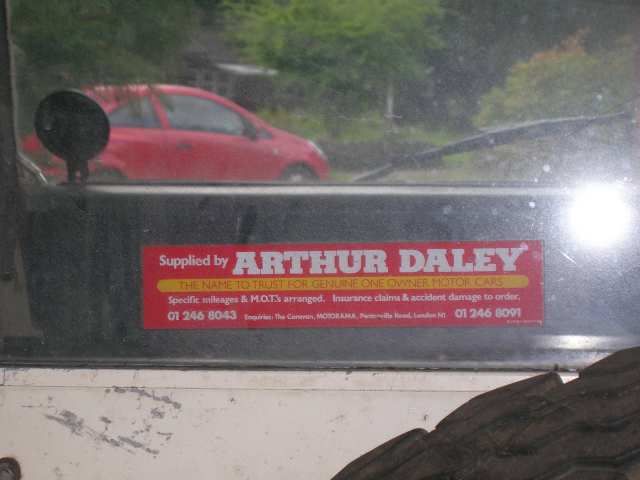 Supplied by ARTHUR DALEY
THE NAME TO TRUST FOR GENUINE ONE OWNER MOTOR CARS
Specific mileages & M.O.T.'s arranged. Insurance claims & accident damage to order.
01 246 8043 Enquiries: The Caravan, MOTORAMA, Pentonville Road, London N1 01 246 8091